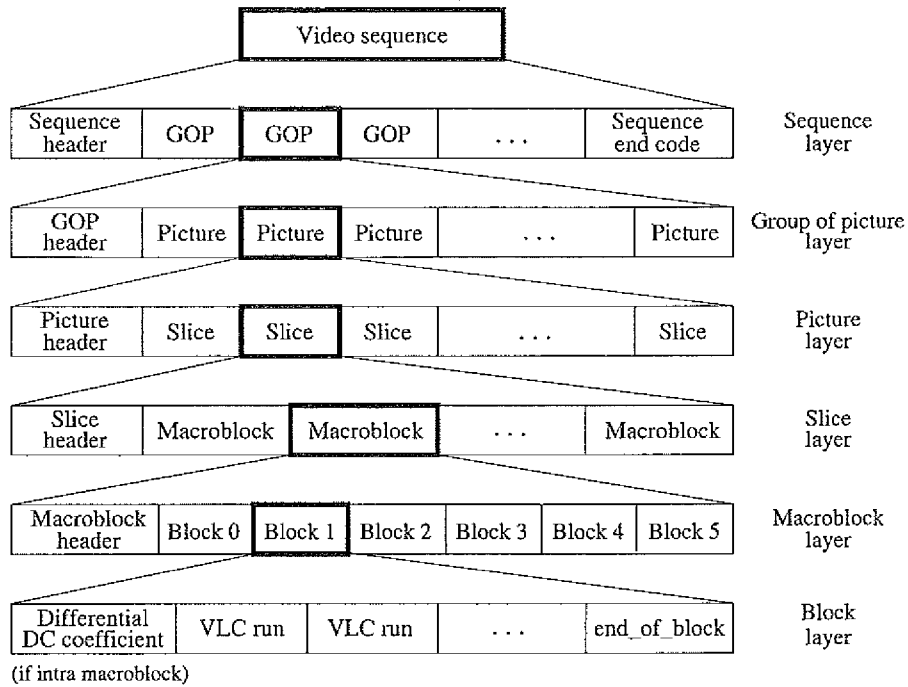 Video sequence
Sequence header GOP GOP GOP . . . Sequence end code Sequence layer
GOP header Picture Picture Picture . . . Picture Group of picture layer
Picture header Slice Slice Slice . . . Slice Picture layer
Slice header Macroblock Macroblock . . . Macroblock Slice layer
Macroblock header Block 0 Block 1 Block 2 Block 3 Block 4 Block 5 Macroblock layer
Differential DC coefficient VLC run VLC run . . . end_of_block Block layer
(if intra macroblock)